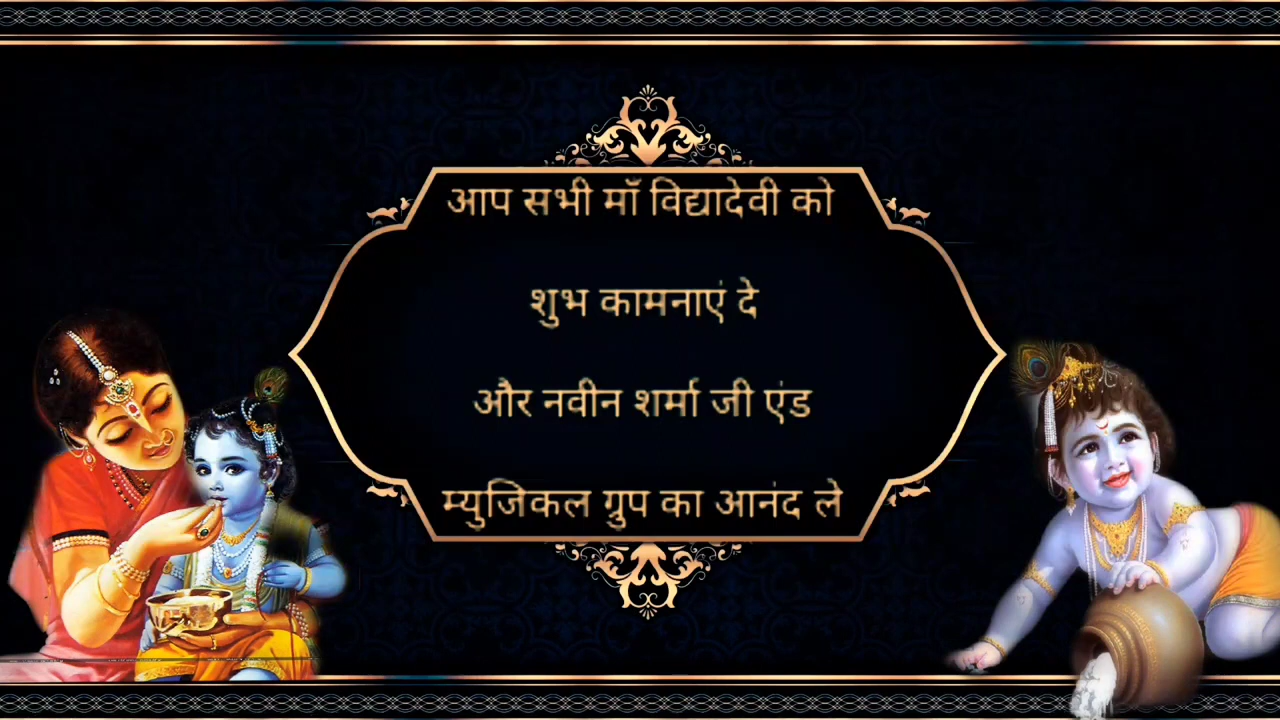 आप सभी मॉं विद्यादेवी को
शुभ कामनाएं दे
और नवीन शर्मा जी एंड
म्युजिकल ग्रुप का आनंद ले